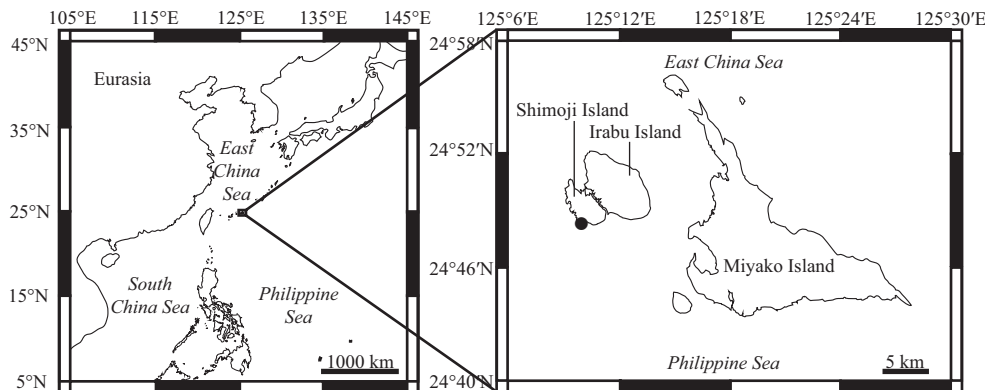 105°E 115°E 125°E 135°E 145°E
45°N
35°N
25°N
15°N
5°N
Eurasia
East
China
Sea
South
China Sea
Philippine
Sea
1000 km
125°6′E 125°12′E 125°18′E 125°24′E 125°30′E
24°58′N
24°52′N
24°46′N
24°40′N
East China Sea
Shimoji Island
Irabu Island
Miyako Island
Philippine Sea
5 km